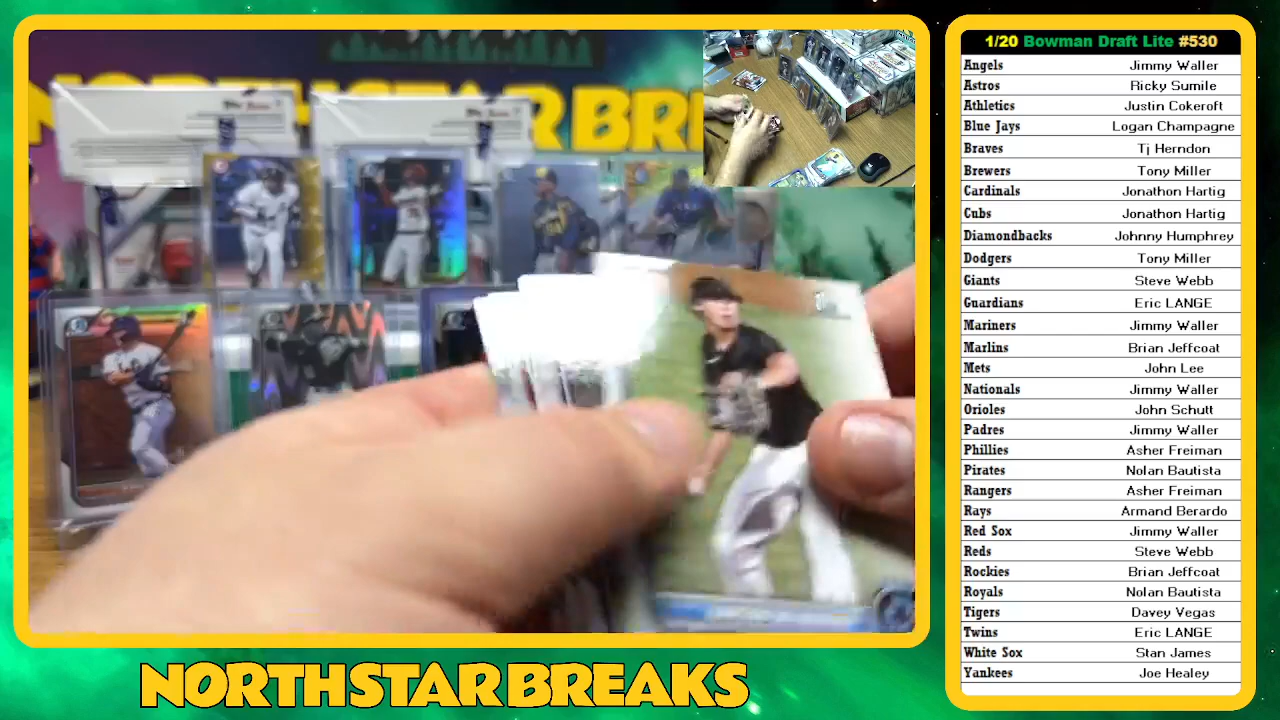 NORTHSTAR BRE
1/20 Bowman Draft Lite #530
Angels Jimmy Waller
Astros Ricky Sumile
Athletics Justin Cokeroft
Blue Jays Logan Champagne
Braves Tj Herndon
Brewers Tony Miller
Cardinals Jonathon Hartig
Cubs Jonathon Hartig
Diamondbacks Johnny Humphrey
Dodgers Tony Miller
Giants Steve Webb
Guardians Eric LANGE
Mariners Jimmy Waller
Marlins Brian Jeffcoat
Mets John Lee
Nationals Jimmy Waller
Orioles John Schutt
Padres Jimmy Waller
Phillies Asher Freiman
Pirates Nolan Bautista
Rangers Asher Freiman
Rays Armand Berardo
Red Sox Jimmy Waller
Reds Steve Webb
Rockies Brian Jeffcoat
Royals Nolan Bautista
Tigers Davey Vegas
Twins Eric LANGE
White Sox Stan James
Yankees Joe Healey
NORTHSTAR BREAKS